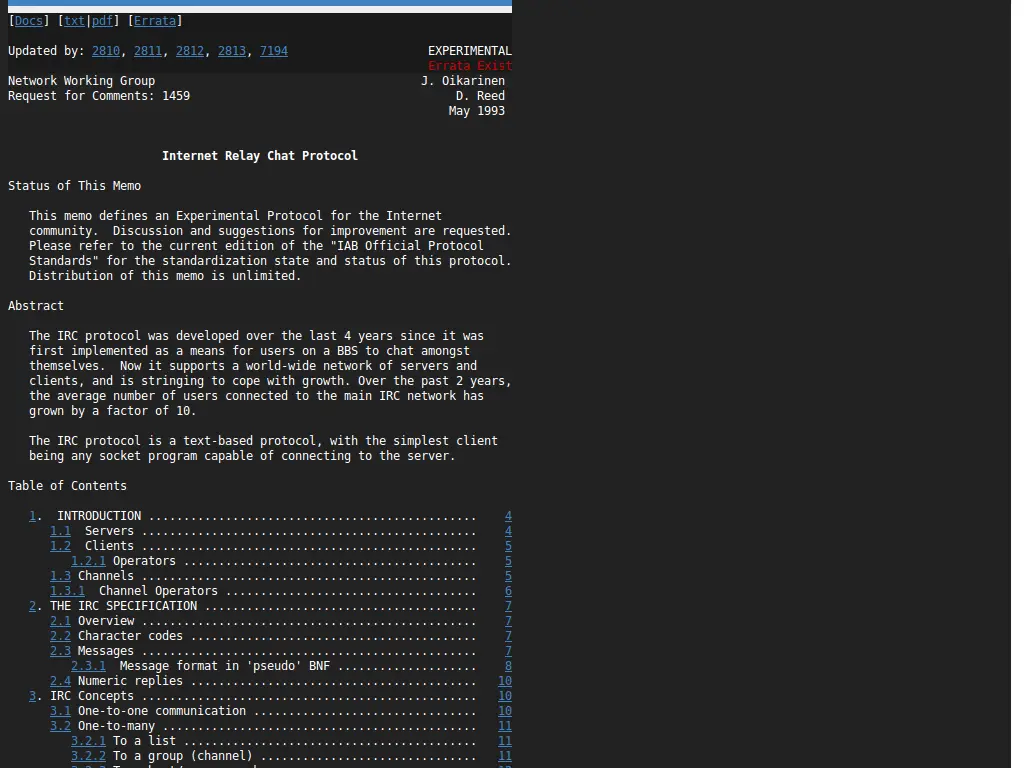 [Docs] [txt|pdf] [Errata]
Updated by: 2810, 2811, 2812, 2813, 7194 EXPERIMENTAL
Errata Exist
Network Working Group J. Oikarinen
Request for Comments: 1459 D. Reed
May 1993
Internet Relay Chat Protocol
Status of This Memo
This memo defines an Experimental Protocol for the Internet
community.  Discussion and suggestions for improvement are requested.
Please refer to the current edition of the "IAB Official Protocol
Standards" for the standardization state and status of this protocol.
Distribution of this memo is unlimited.
Abstract
The IRC protocol was developed over the last 4 years since it was
first implemented as a means for users on a BBS to chat amongst
themselves.  Now it supports a world-wide network of servers and
clients, and is stringing to cope with growth. Over the past 2 years,
the average number of users connected to the main IRC network has
grown by a factor of 10.
The IRC protocol is a text-based protocol, with the simplest client
being any socket program capable of connecting to the server.
Table of Contents
1.  INTRODUCTION ............................................... 4
1.1  Servers ................................................ 4
1.2  Clients ................................................ 5
1.2.1 Operators .......................................... 5
1.3 Channels ................................................ 5
1.3.1  Channel Operators .................................... 6
2. THE IRC SPECIFICATION ....................................... 7
2.1 Overview ................................................ 7
2.2 Character codes ......................................... 7
2.3 Messages ................................................ 7
2.3.1  Message format in 'pseudo' BNF .................... 8
2.4 Numeric replies ......................................... 10
3. IRC Concepts ................................................ 10
3.1 One-to-one communication ................................ 10
3.2 One-to-many ............................................. 11
3.2.1 To a list .......................................... 11
3.2.2 To a group (channel) ............................... 11